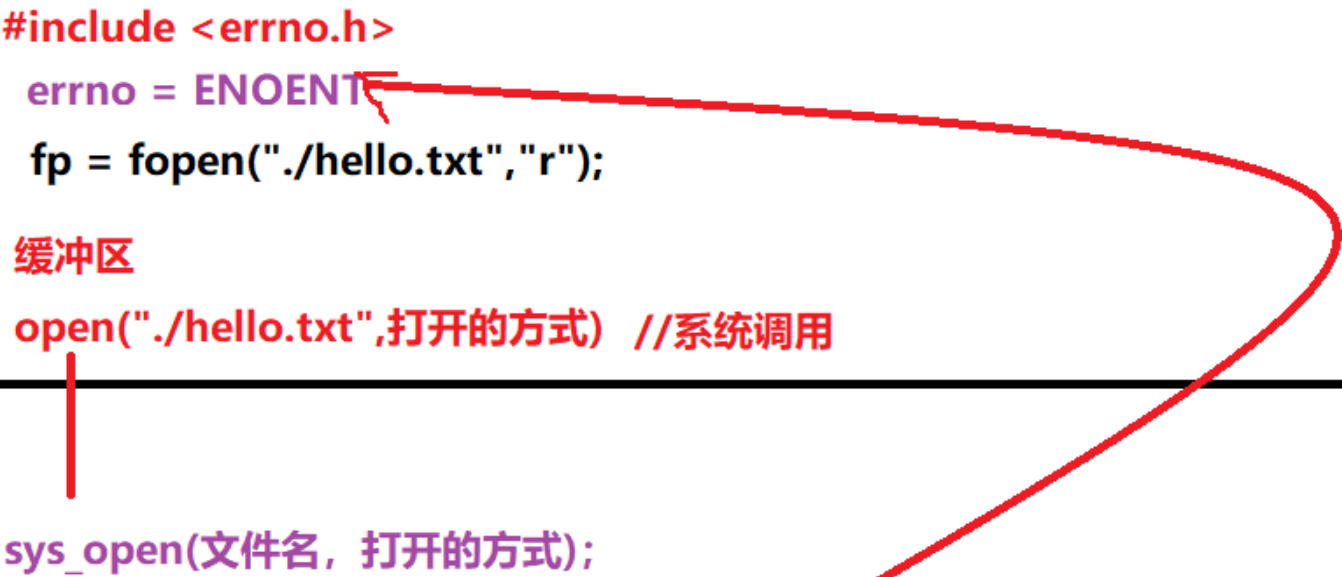 #include <errno.h>
errno = ENOENT
fp = fopen("./hello.txt","r");
缓冲区
open("./hello.txt",打开的方式) //系统调用
sys_open(文件名，打开的方式);